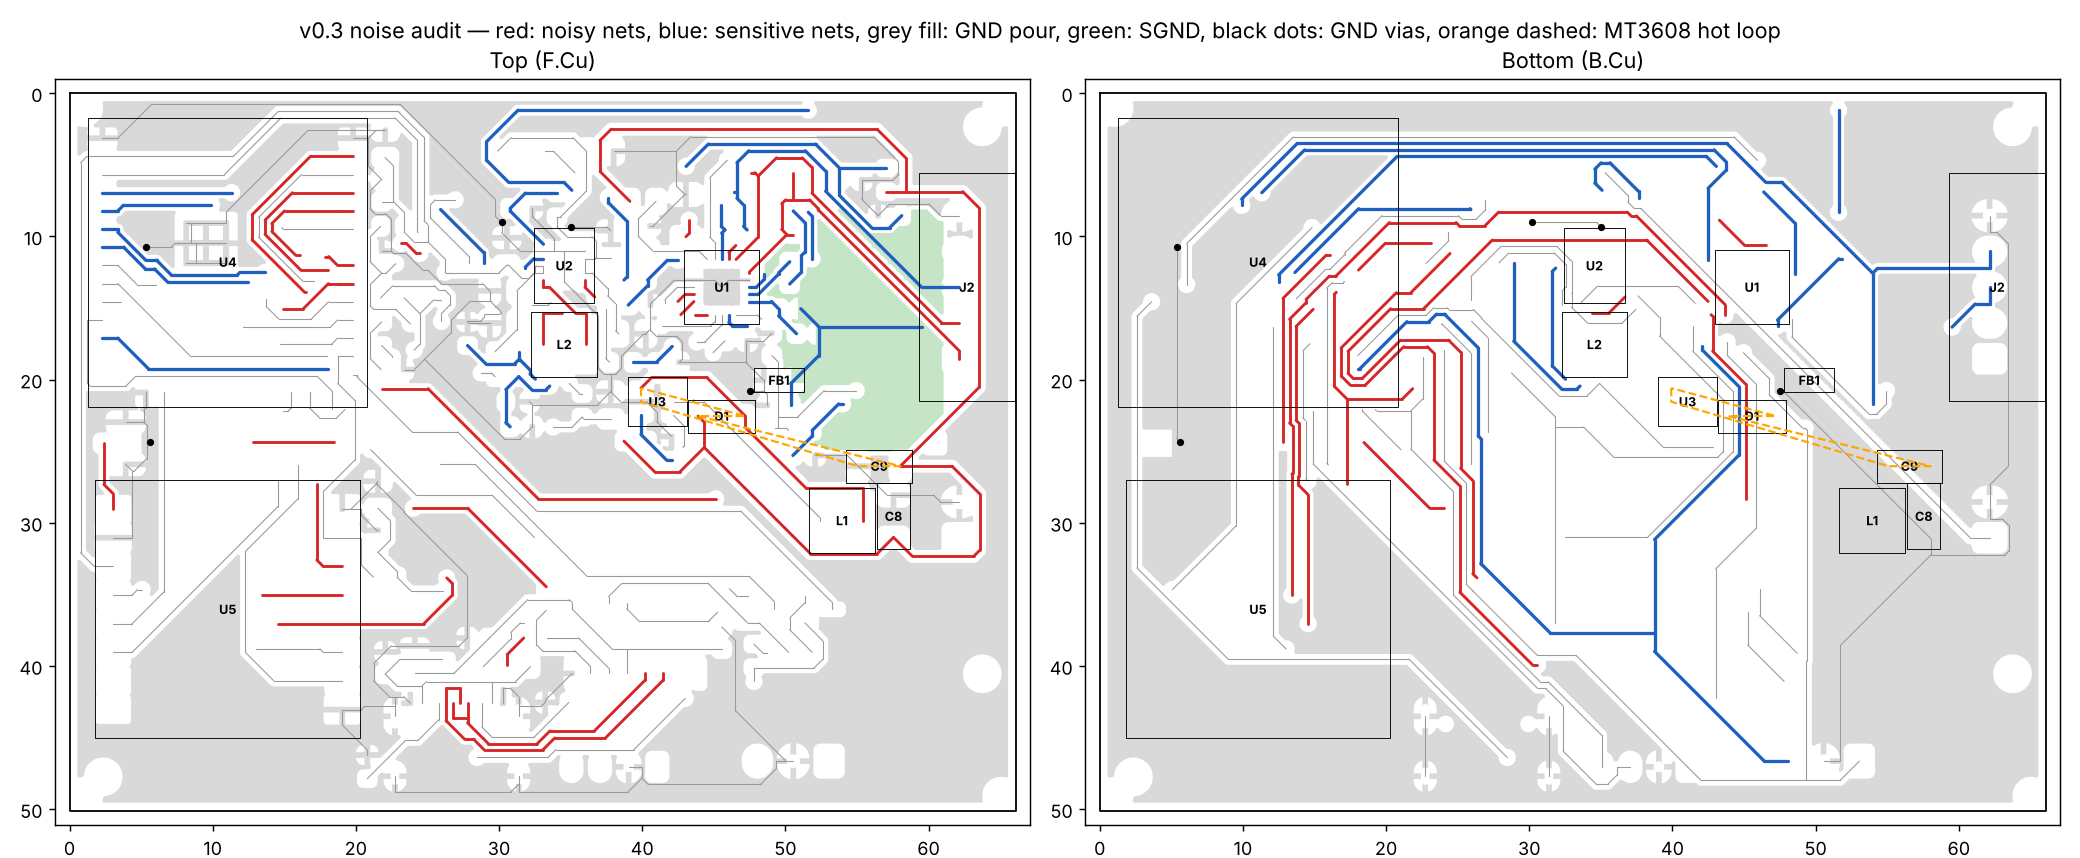 v0.3 noise audit — red: noisy nets, blue: sensitive nets, grey fill: GND pour, green: SGND, black dots: GND vias, orange dashed: MT3608 hot loop
Top (F.Cu)
0
10
20
30
40
50
0 10 20 30 40 50 60
U4
U2
U1
J2
L2
FB1
U3
D1
C9
L1
C8
U5
Bottom (B.Cu)
0
10
20
30
40
50
0 10 20 30 40 50 60
U4
U2
U1
J2
L2
FB1
U3
D1
C9
L1
C8
U5